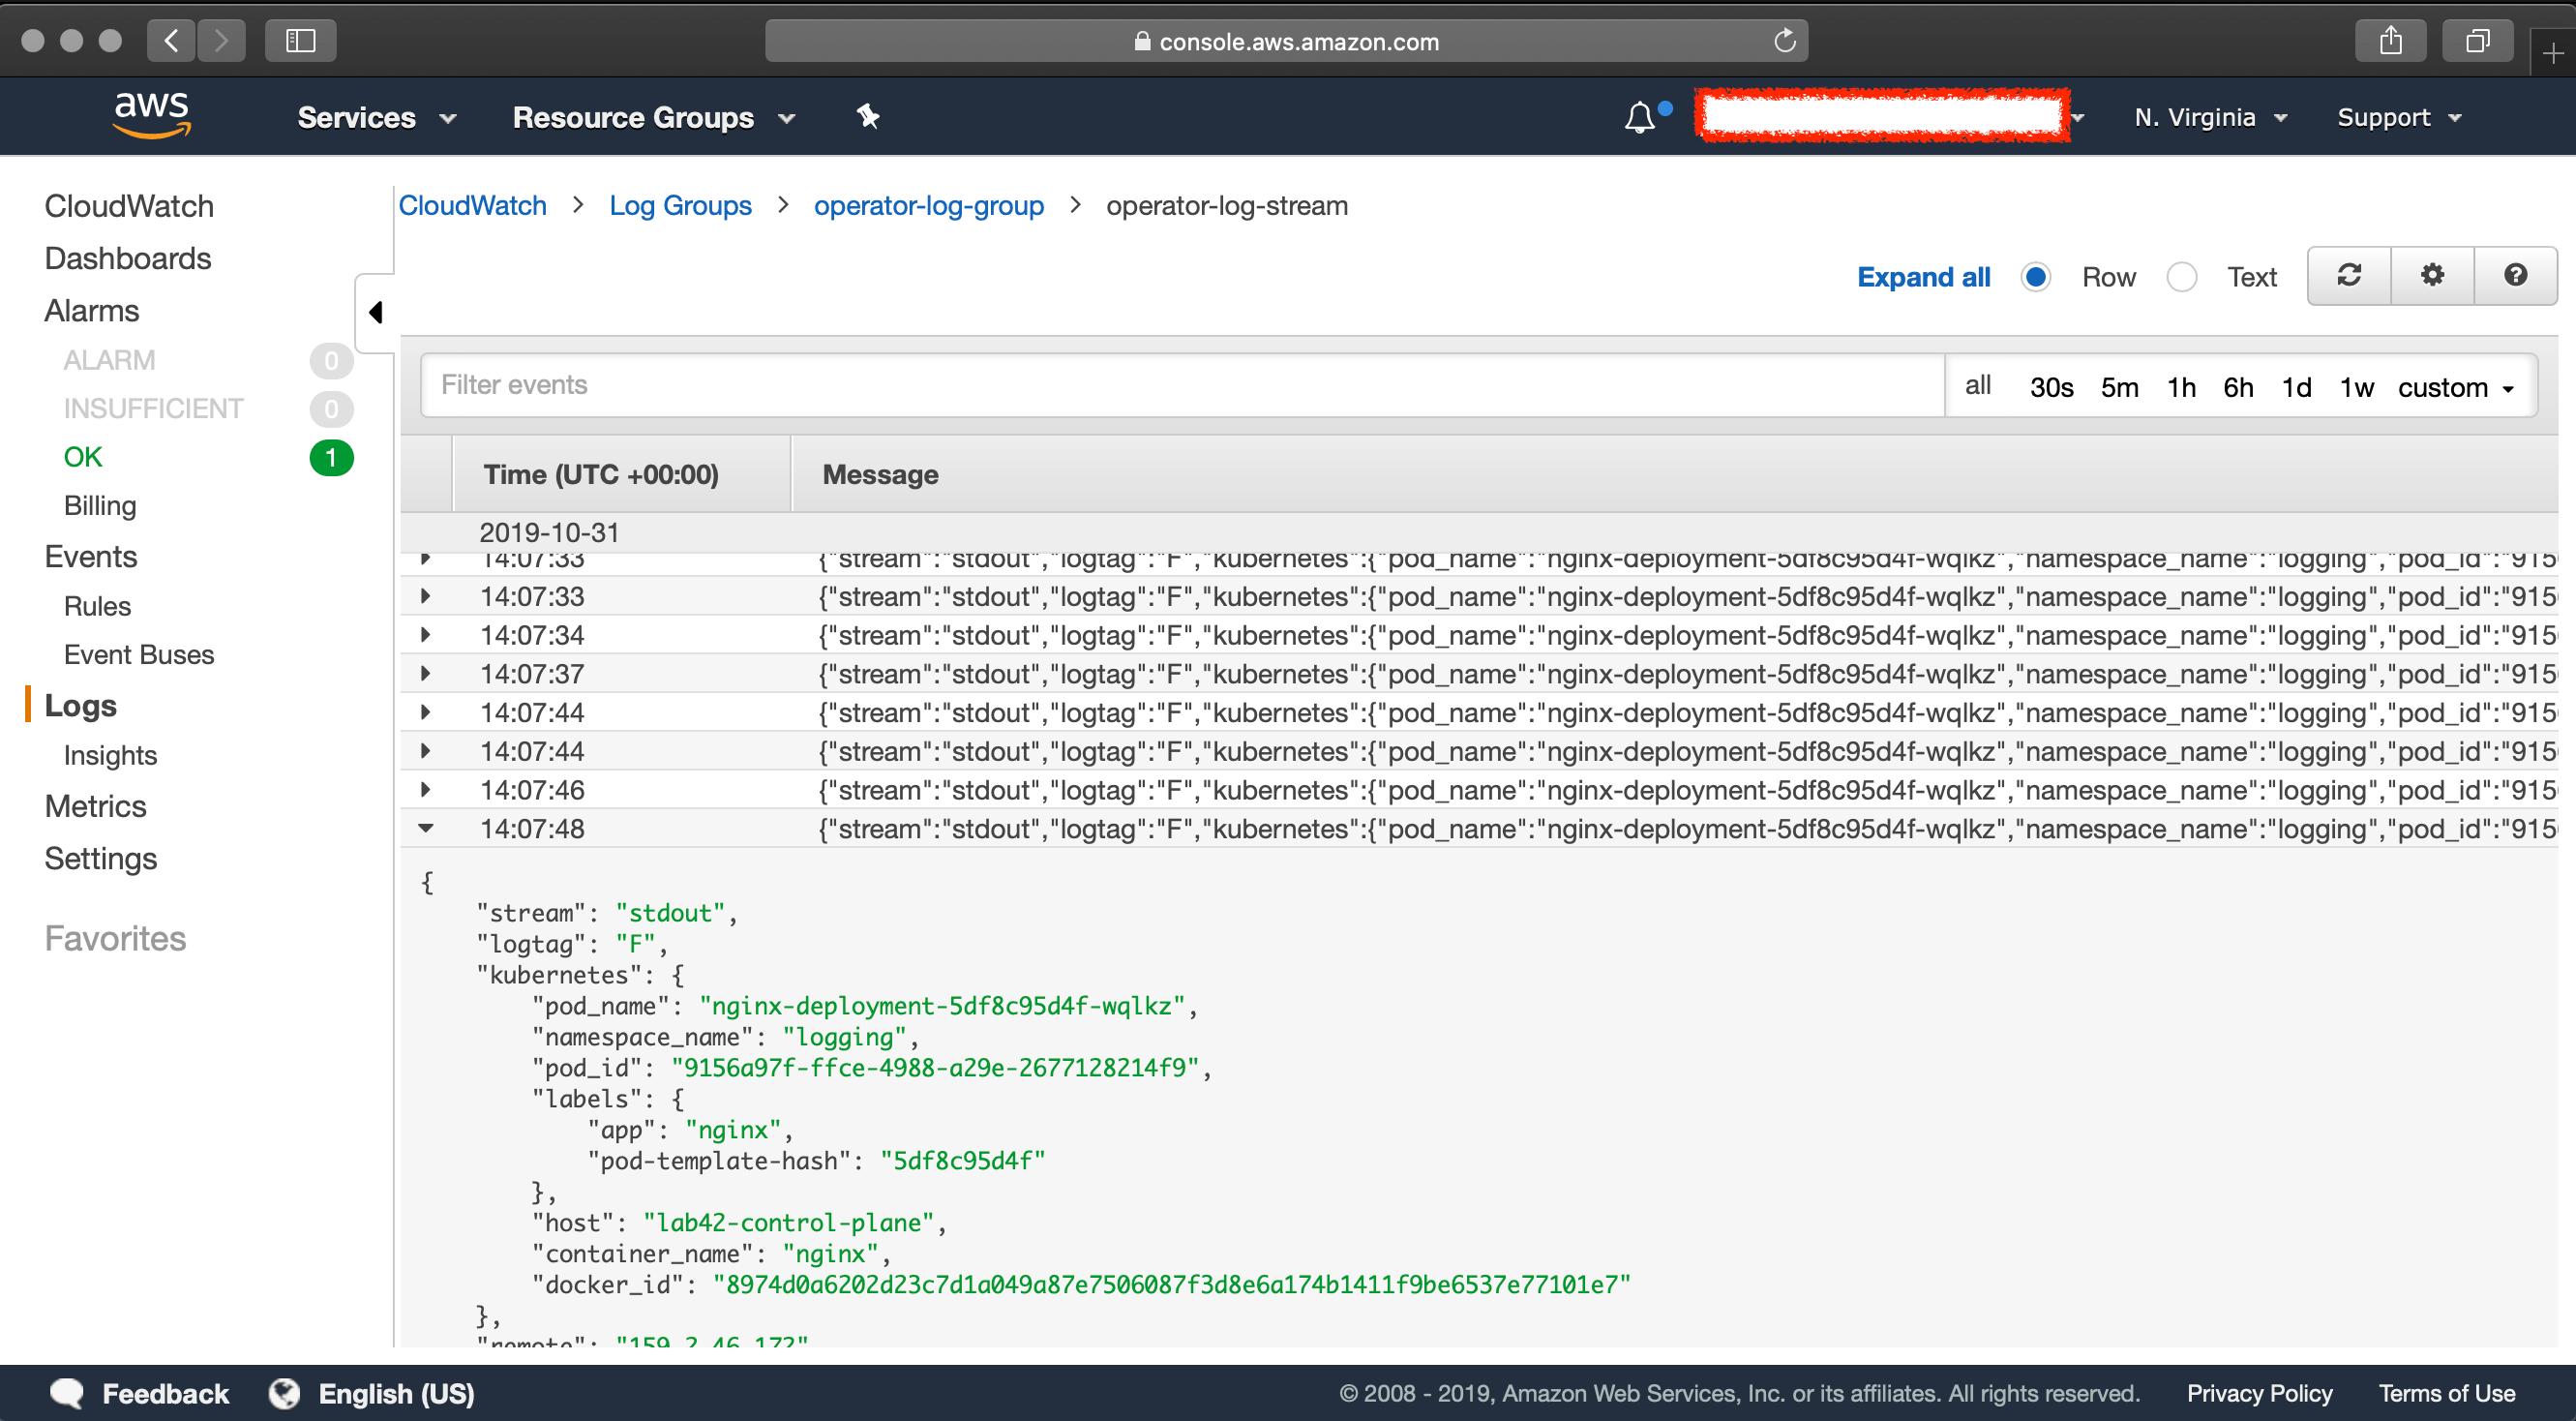 console.aws.amazon.com
aws Services Resource Groups N. Virginia Support
CloudWatch
Dashboards
Alarms
ALARM 0
INSUFFICIENT 0
OK 1
Billing
Events
Rules
Event Buses
Logs
Insights
Metrics
Settings
Favorites
CloudWatch > Log Groups > operator-log-group > operator-log-stream
Expand all Row Text
Filter events all 30s 5m 1h 6h 1d 1w custom
Time (UTC +00:00) Message
2019-10-31
14:07:33 {"stream":"stdout","logtag":"F","kubernetes":{"pod_name":"nginx-deployment-5df8c95d4f-wqlkz","namespace_name":"logging","pod_id":"915
14:07:33 {"stream":"stdout","logtag":"F","kubernetes":{"pod_name":"nginx-deployment-5df8c95d4f-wqlkz","namespace_name":"logging","pod_id":"915
14:07:34 {"stream":"stdout","logtag":"F","kubernetes":{"pod_name":"nginx-deployment-5df8c95d4f-wqlkz","namespace_name":"logging","pod_id":"915
14:07:37 {"stream":"stdout","logtag":"F","kubernetes":{"pod_name":"nginx-deployment-5df8c95d4f-wqlkz","namespace_name":"logging","pod_id":"915
14:07:44 {"stream":"stdout","logtag":"F","kubernetes":{"pod_name":"nginx-deployment-5df8c95d4f-wqlkz","namespace_name":"logging","pod_id":"915
14:07:44 {"stream":"stdout","logtag":"F","kubernetes":{"pod_name":"nginx-deployment-5df8c95d4f-wqlkz","namespace_name":"logging","pod_id":"915
14:07:46 {"stream":"stdout","logtag":"F","kubernetes":{"pod_name":"nginx-deployment-5df8c95d4f-wqlkz","namespace_name":"logging","pod_id":"915
14:07:48 {"stream":"stdout","logtag":"F","kubernetes":{"pod_name":"nginx-deployment-5df8c95d4f-wqlkz","namespace_name":"logging","pod_id":"915
{
"stream": "stdout",
"logtag": "F",
"kubernetes": {
"pod_name": "nginx-deployment-5df8c95d4f-wqlkz",
"namespace_name": "logging",
"pod_id": "9156a97f-ffce-4988-a29e-2677128214f9",
"labels": {
"app": "nginx",
"pod-template-hash": "5df8c95d4f"
},
"host": "lab42-control-plane",
"container_name": "nginx",
"docker_id": "8974d0a6202d23c7d1a049a87e7506087f3d8e6a174b1411f9be6537e77101e7"
},
"remote":
Feedback English (US) © 2008 - 2019, Amazon Web Services, Inc. or its affiliates. All rights reserved. Privacy Policy Terms of Use